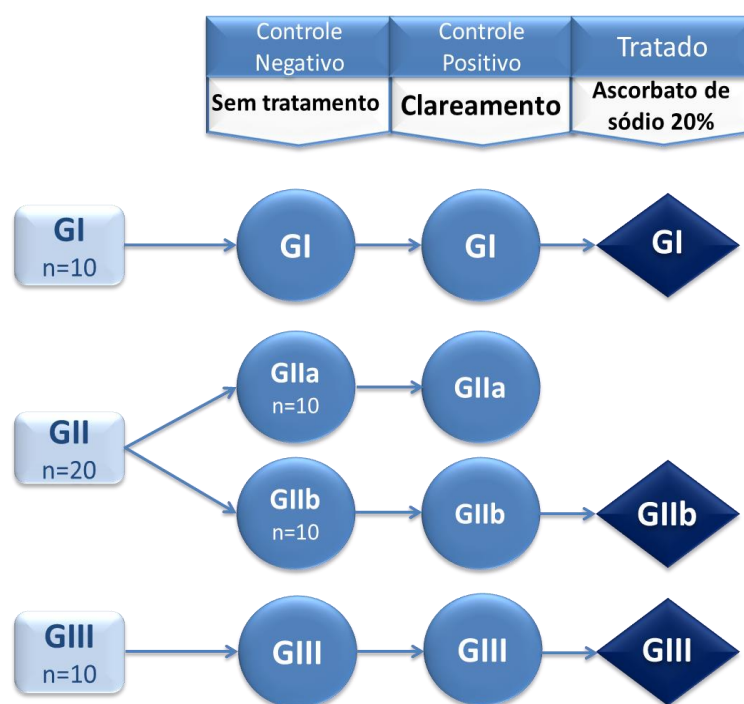 Controle
Negativo
Controle
Positivo
Tratado
Sem tratamento
Clareamento
Ascorbato de
sódio 20%
GI
n=10
GI
GI
GI
GIIa
n=10
GIIa
GII
n=20
GIIb
n=10
GIIb
GIIb
GIII
n=10
GIII
GIII
GIII